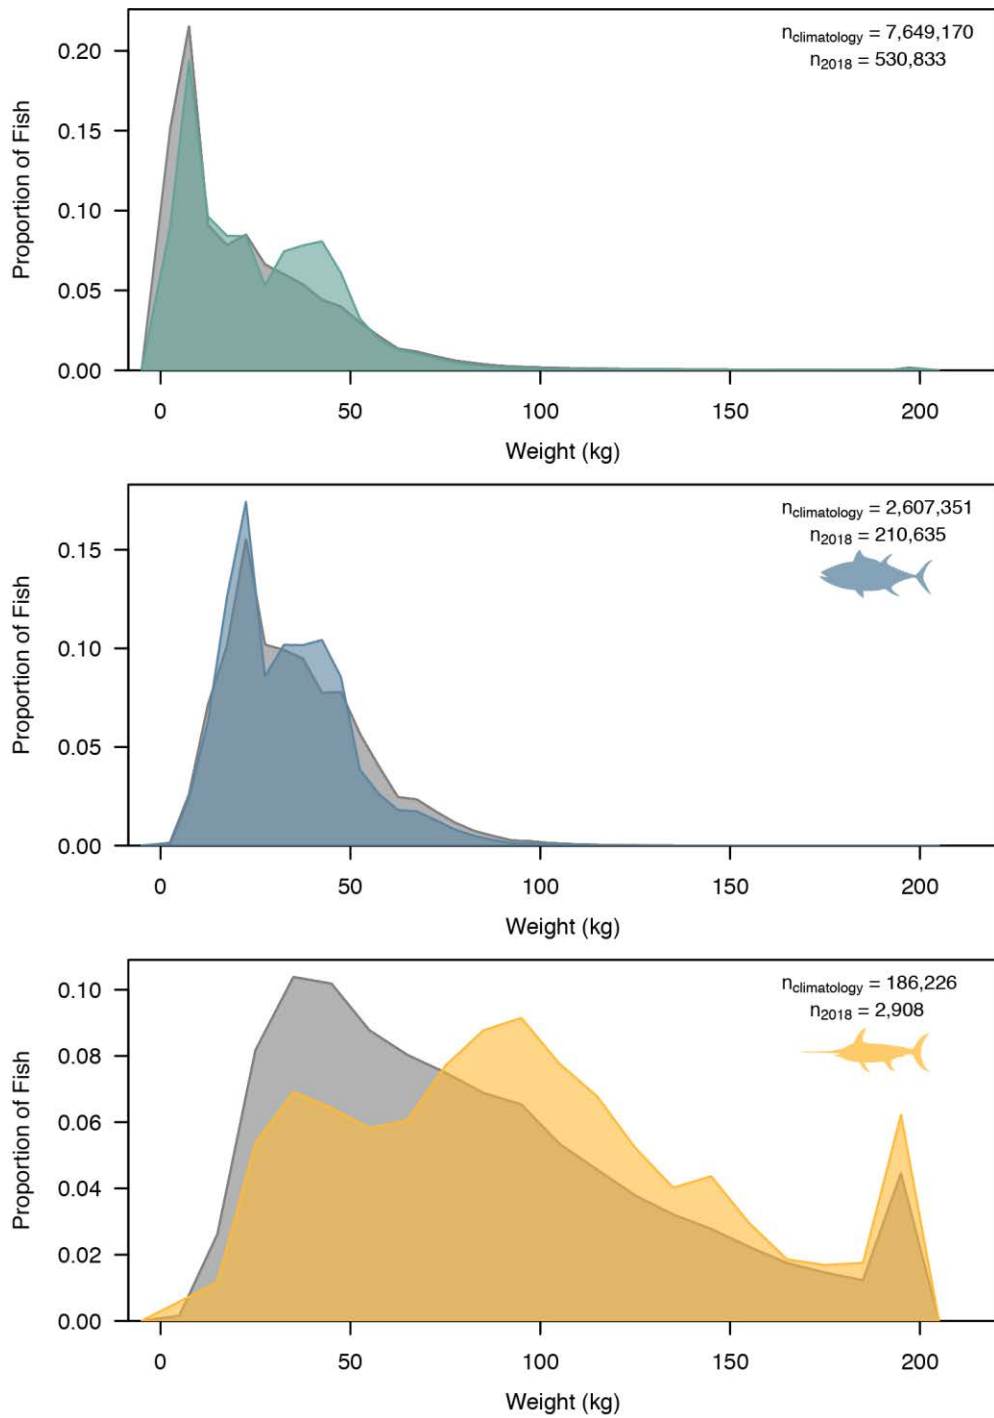 n_climatology = 7,649,170
n_2018 = 530,833
0.20
0.15
0.10
0.05
0.00
Proportion of Fish
0 50 100 150 200
Weight (kg)
n_climatology = 2,607,351
n_2018 = 210,635
0.15
0.10
0.05
0.00
Proportion of Fish
0 50 100 150 200
Weight (kg)
n_climatology = 186,226
n_2018 = 2,908
0.10
0.08
0.06
0.04
0.02
0.00
Proportion of Fish
0 50 100 150 200
Weight (kg)